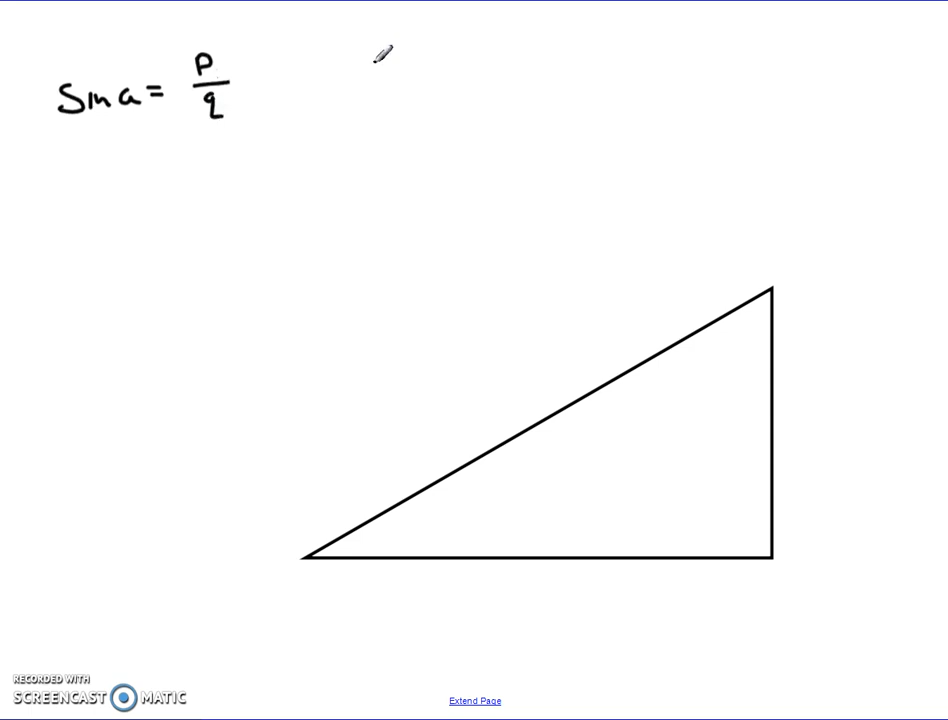 Sin a = p/q
RECORDED WITH
SCREENCAST MATIC
Extend Page